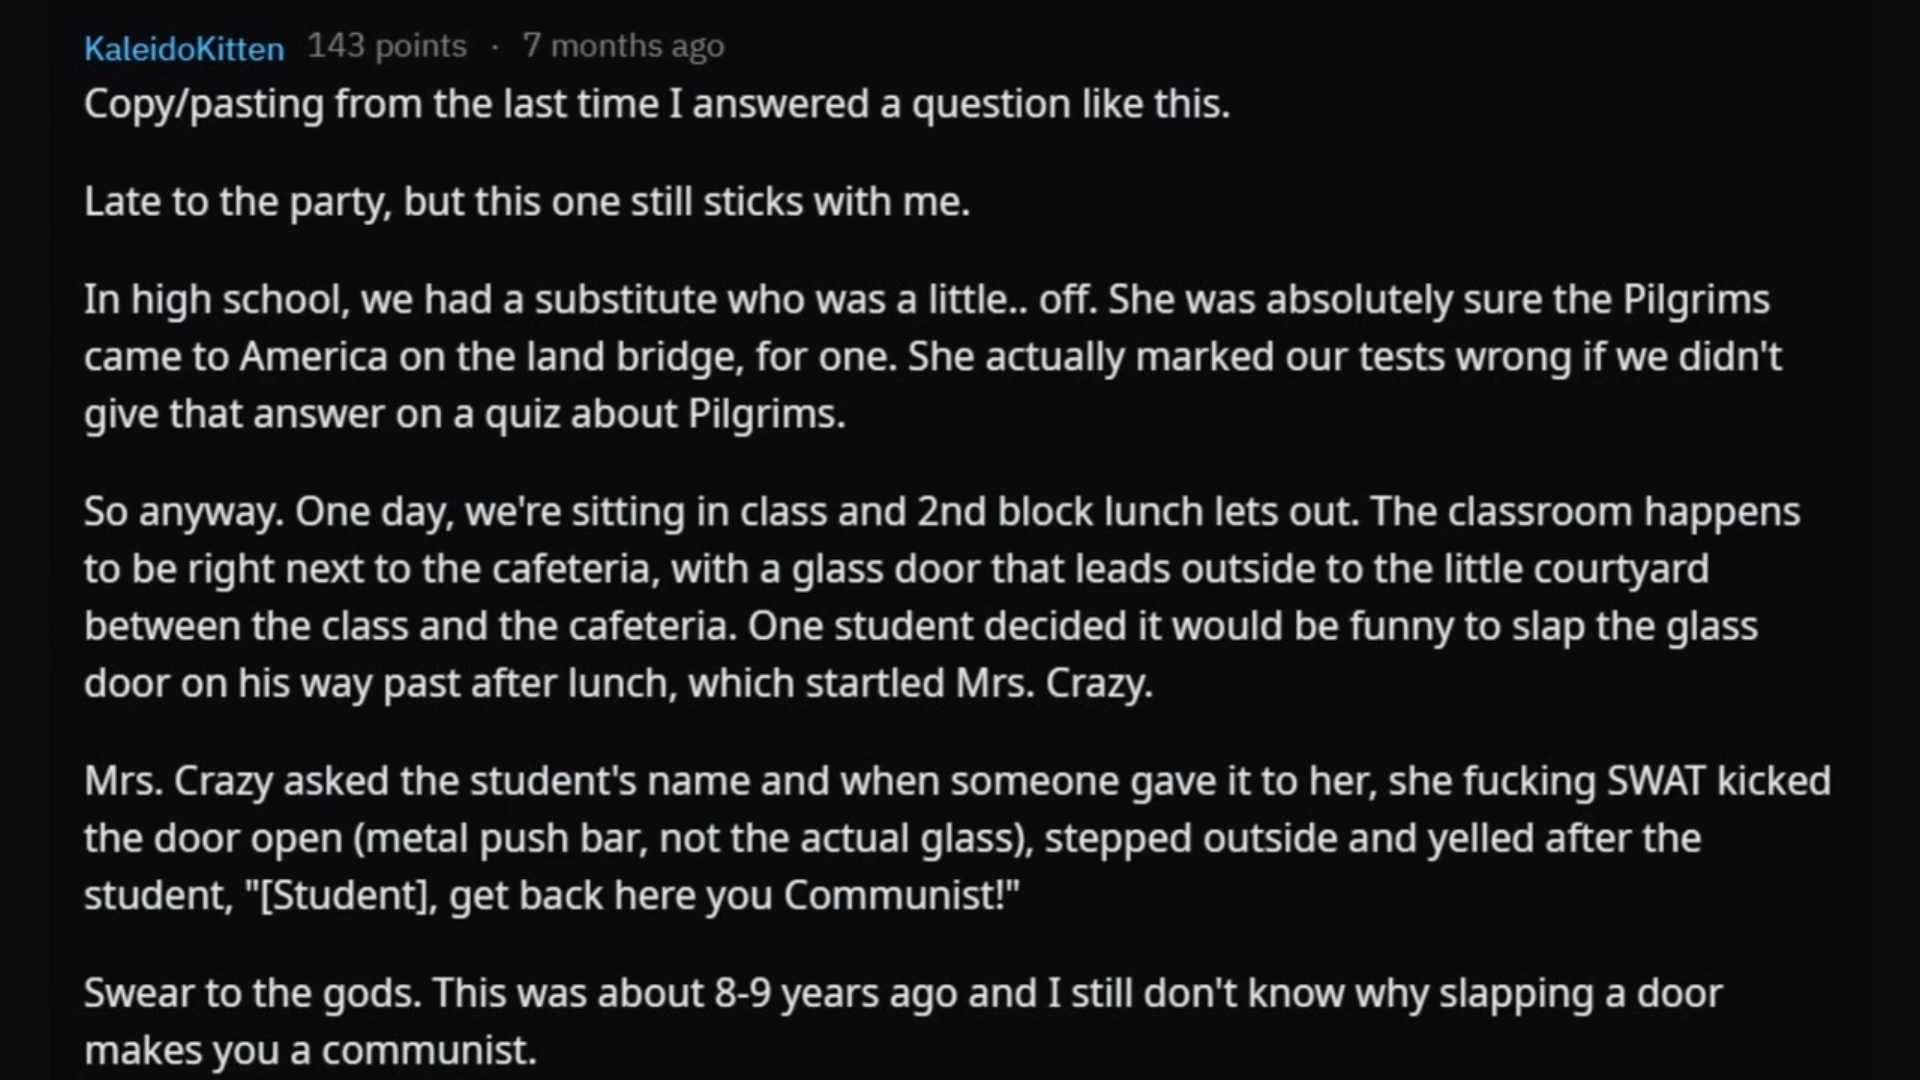 KaleidoKitten 143 points · 7 months ago
Copy/pasting from the last time I answered a question like this.
Late to the party, but this one still sticks with me.
In high school, we had a substitute who was a little.. off. She was absolutely sure the Pilgrims
came to America on the land bridge, for one. She actually marked our tests wrong if we didn't
give that answer on a quiz about Pilgrims.
So anyway. One day, we're sitting in class and 2nd block lunch lets out. The classroom happens
to be right next to the cafeteria, with a glass door that leads outside to the little courtyard
between the class and the cafeteria. One student decided it would be funny to slap the glass
door on his way past after lunch, which startled Mrs. Crazy.
Mrs. Crazy asked the student's name and when someone gave it to her, she fucking SWAT kicked
the door open (metal push bar, not the actual glass), stepped outside and yelled after the
student, "[Student], get back here you Communist!"
Swear to the gods. This was about 8-9 years ago and I still don't know why slapping a door
makes you a communist.